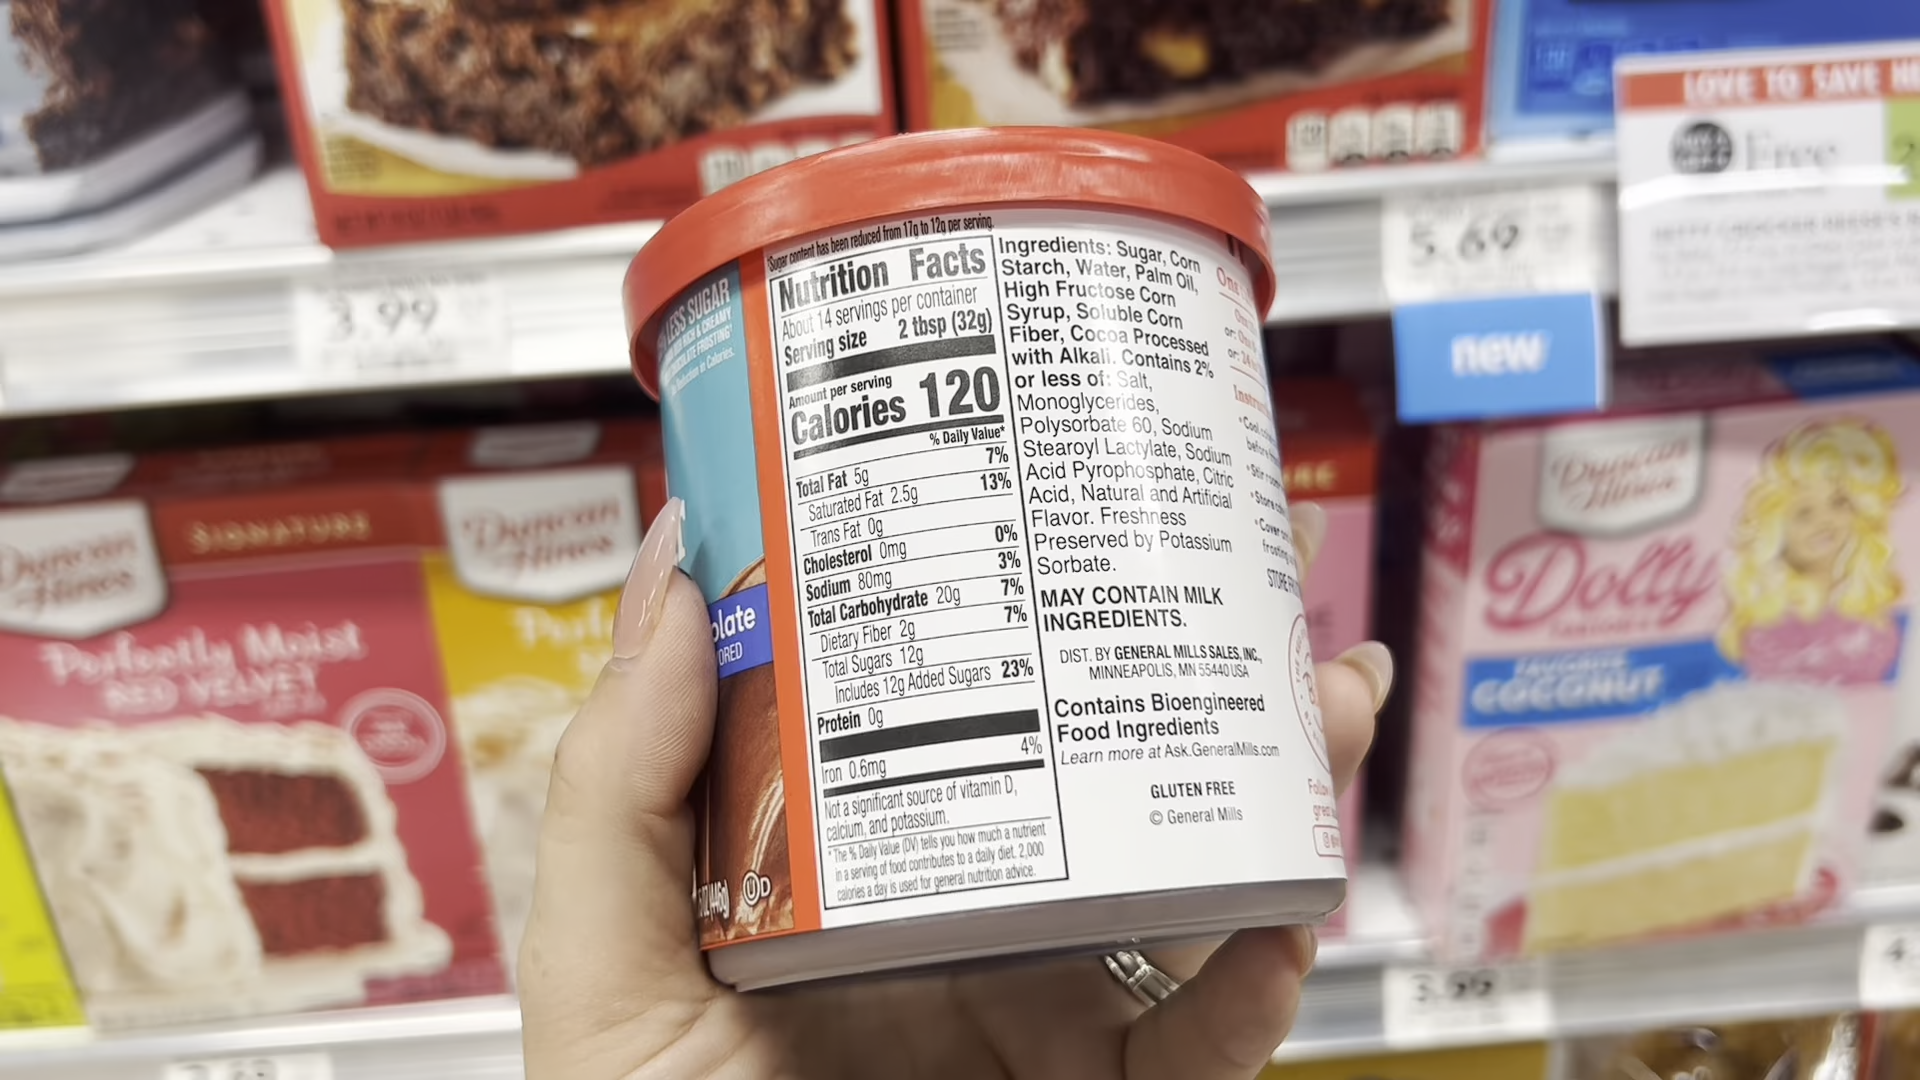 LOVE TO SAVE
Free
3.99
5.69
new
SIGNATURE
Duncan
Hines
Perfectly Moist
RED VELVET
Duncan
Hines
Duncan
Hines
Dolly
FAVORITE
COCONUT
3.99
LESS SUGAR
*Sugar content has been reduced from 17g to 12g per serving.
Nutrition Facts
About 14 servings per container
Serving size 2 tbsp (32g)
Amount per serving
Calories 120
% Daily Value*
Total Fat 5g 7%
Saturated Fat 2.5g 13%
Trans Fat 0g
Cholesterol 0mg 0%
Sodium 80mg 3%
Total Carbohydrate 20g 7%
Dietary Fiber 2g 7%
Total Sugars 12g
Includes 12g Added Sugars 23%
Protein 0g
Iron 0.6mg 4%
Not a significant source of vitamin D,
calcium, and potassium.
*The % Daily Value (DV) tells you how much a nutrient
in a serving of food contributes to a daily diet. 2,000
calories a day is used for general nutrition advice.
Ingredients: Sugar, Corn
Starch, Water, Palm Oil,
High Fructose Corn
Syrup, Soluble Corn
Fiber, Cocoa Processed
with Alkali. Contains 2%
or less of: Salt,
Monoglycerides,
Polysorbate 60, Sodium
Stearoyl Lactylate, Sodium
Acid Pyrophosphate, Citric
Acid, Natural and Artificial
Flavor. Freshness
Preserved by Potassium
Sorbate.
MAY CONTAIN MILK
INGREDIENTS.
DIST. BY GENERAL MILLS SALES, INC.,
MINNEAPOLIS, MN 55440 USA
Contains Bioengineered
Food Ingredients
Learn more at Ask.GeneralMills.com
GLUTEN FREE
© General Mills